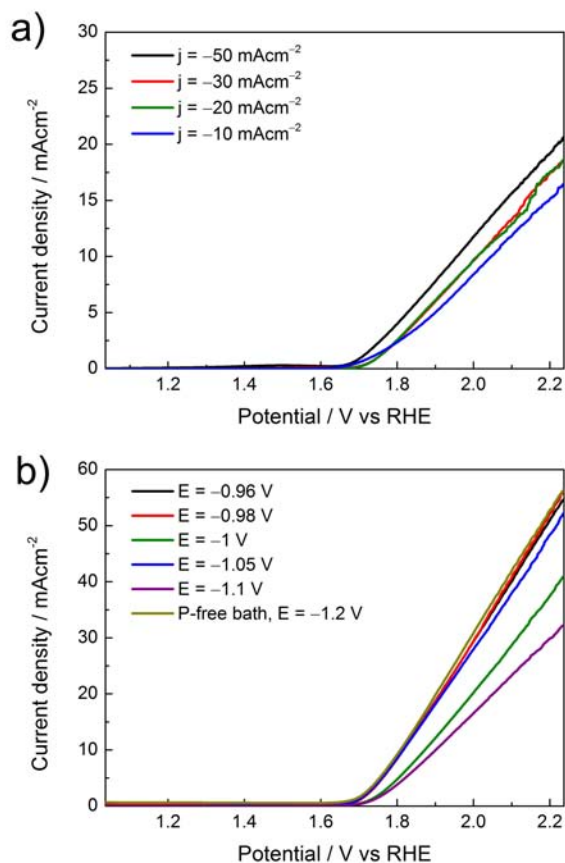 a)
30
25
20
15
10
5
0
Current density / mAcm⁻²
j = −50 mAcm⁻²
j = −30 mAcm⁻²
j = −20 mAcm⁻²
j = −10 mAcm⁻²
1.2 1.4 1.6 1.8 2.0 2.2
Potential / V vs RHE
b)
60
50
40
30
20
10
0
Current density / mAcm⁻²
E = −0.96 V
E = −0.98 V
E = −1 V
E = −1.05 V
E = −1.1 V
P-free bath, E = −1.2 V
1.2 1.4 1.6 1.8 2.0 2.2
Potential / V vs RHE